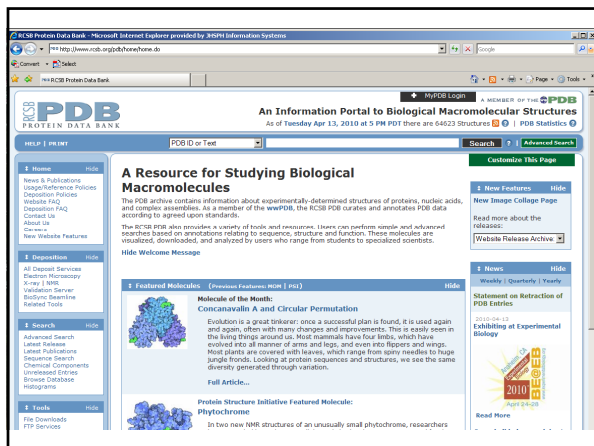 RCSB Protein Data Bank - Microsoft Internet Explorer provided by JHSPH Information Systems
http://www.rcsb.org/pdb/home/home.do
Google
Convert Select
RCSB Protein Data Bank
Page Tools
MyPDB Login
A MEMBER OF THE PDB
RCSB PDB
PROTEIN DATA BANK
An Information Portal to Biological Macromolecular Structures
As of Tuesday Apr 13, 2010 at 5 PM PDT there are 64623 Structures ? | PDB Statistics ?
HELP | PRINT
PDB ID or Text
Search ? | Advanced Search
Home Hide
News & Publications
Usage/Reference Policies
Deposition Policies
Website FAQ
Deposition FAQ
Contact Us
About Us
Careers
New Website Features
Deposition Hide
All Deposit Services
Electron Microscopy
X-ray | NMR
Validation Server
BioSync Beamline
Related Tools
Search Hide
Advanced Search
Latest Release
Latest Publications
Sequence Search
Chemical Components
Unreleased Entries
Browse Database
Histograms
Tools Hide
File Downloads
FTP Services
A Resource for Studying Biological
Macromolecules
The PDB archive contains information about experimentally-determined structures of proteins, nucleic acids,
and complex assemblies. As a member of the wwPDB, the RCSB PDB curates and annotates PDB data
according to agreed upon standards.
The RCSB PDB also provides a variety of tools and resources. Users can perform simple and advanced
searches based on annotations relating to sequence, structure and function. These molecules are
visualized, downloaded, and analyzed by users who range from students to specialized scientists.
Hide Welcome Message
Featured Molecules (Previous Features: MOM | PSI) Hide
Molecule of the Month:
Concanavalin A and Circular Permutation
Evolution is a great tinkerer: once a successful plan is found, it is used again
and again, often with many changes and improvements. This is easily seen in
the living things around us. Most mammals have four limbs, which have
evolved into all manner of arms and legs, and even into flippers and wings.
Most plants are covered with leaves, which range from spiny needles to huge
jungle fronds. Looking at protein sequences and structures, we see the same
diversity generated through variation.
Full Article...
Protein Structure Initiative Featured Molecule:
Phytochrome
In two new NMR structures of an unusually small phytochrome, researchers
Customize This Page
New Features Hide
New Image Collage Page
Read more about the
releases:
Website Release Archive
News Hide
Weekly | Quarterly | Yearly
Statement on Retraction of
PDB Entries
2010-04-13
Exhibiting at Experimental
Biology
Anaheim, CA
Experimental Biology
2010
April 24-28
Read More